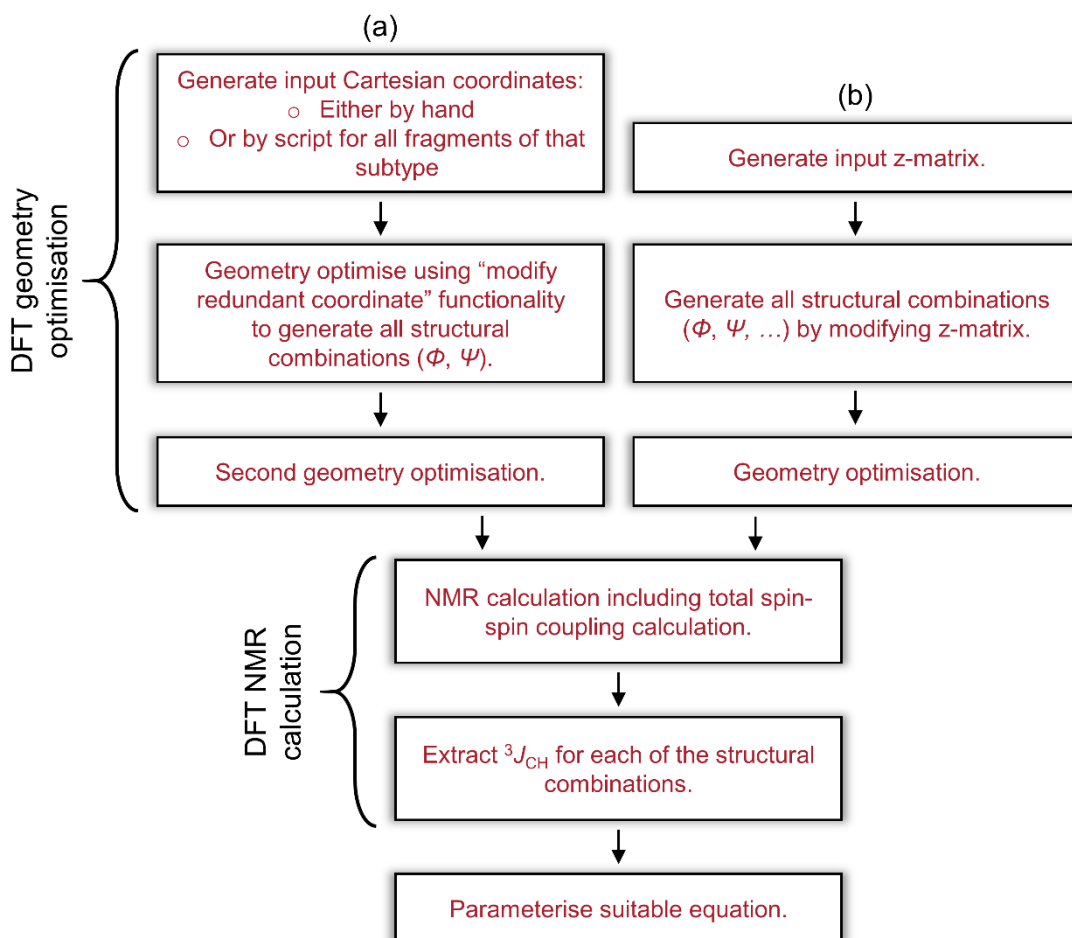 (a)
Generate input Cartesian coordinates:
○ Either by hand
○ Or by script for all fragments of that
subtype
(b)
Generate input z-matrix.
DFT geometry
optimisation
Geometry optimise using “modify
redundant coordinate” functionality
to generate all structural
combinations (Φ, Ψ).
Generate all structural combinations
(Φ, Ψ, …) by modifying z-matrix.
Second geometry optimisation.
Geometry optimisation.
DFT NMR
calculation
NMR calculation including total spin-
spin coupling calculation.
Extract ³J_CH for each of the structural
combinations.
Parameterise suitable equation.